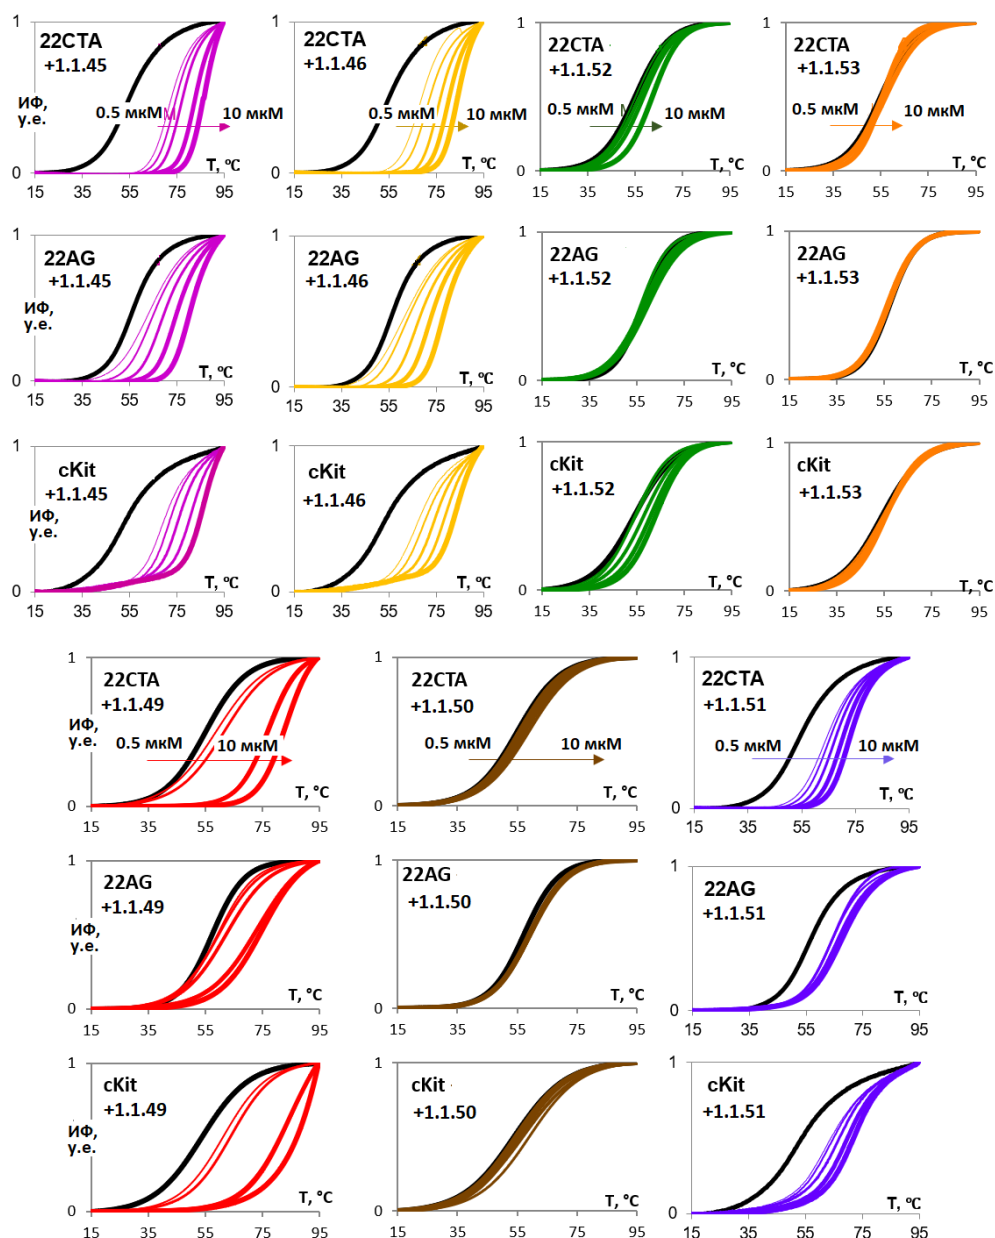 1 22CTA +1.1.45 ИФ, у.е. 0.5 мкМ 10 мкМ T, °C 0 15 35 55 75 95
1 22CTA +1.1.46 0.5 мкМ 10 мкМ T, °C 0 15 35 55 75 95
1 22CTA +1.1.52 0.5 мкМ 10 мкМ T, °C 0 15 35 55 75 95
1 22CTA +1.1.53 0.5 мкМ 10 мкМ T, °C 0 15 35 55 75 95
1 22AG +1.1.45 ИФ, у.е. T, °C 0 15 35 55 75 95
1 22AG +1.1.46 T, °C 0 15 35 55 75 95
1 22AG +1.1.52 T, °C 0 15 35 55 75 95
1 22AG +1.1.53 T, °C 0 15 35 55 75 95
1 cKit +1.1.45 ИФ, у.е. T, °C 0 15 35 55 75 95
1 cKit +1.1.46 T, °C 0 15 35 55 75 95
1 cKit +1.1.52 T, °C 0 15 35 55 75 95
1 cKit +1.1.53 T, °C 0 15 35 55 75 95
1 22CTA +1.1.49 ИФ, у.е. 0.5 мкМ 10 мкМ T, °C 0 15 35 55 75 95
1 22CTA +1.1.50 0.5 мкМ 10 мкМ T, °C 0 15 35 55 75 95
1 22CTA +1.1.51 0.5 мкМ 10 мкМ T, °C 0 15 35 55 75 95
1 22AG +1.1.49 ИФ, у.е. T, °C 0 15 35 55 75 95
1 22AG +1.1.50 T, °C 0 15 35 55 75 95
1 22AG +1.1.51 T, °C 0 15 35 55 75 95
1 cKit +1.1.49 ИФ, у.е. T, °C 0 15 35 55 75 95
1 cKit +1.1.50 T, °C 0 15 35 55 75 95
1 cKit +1.1.51 T, °C 0 15 35 55 75 95